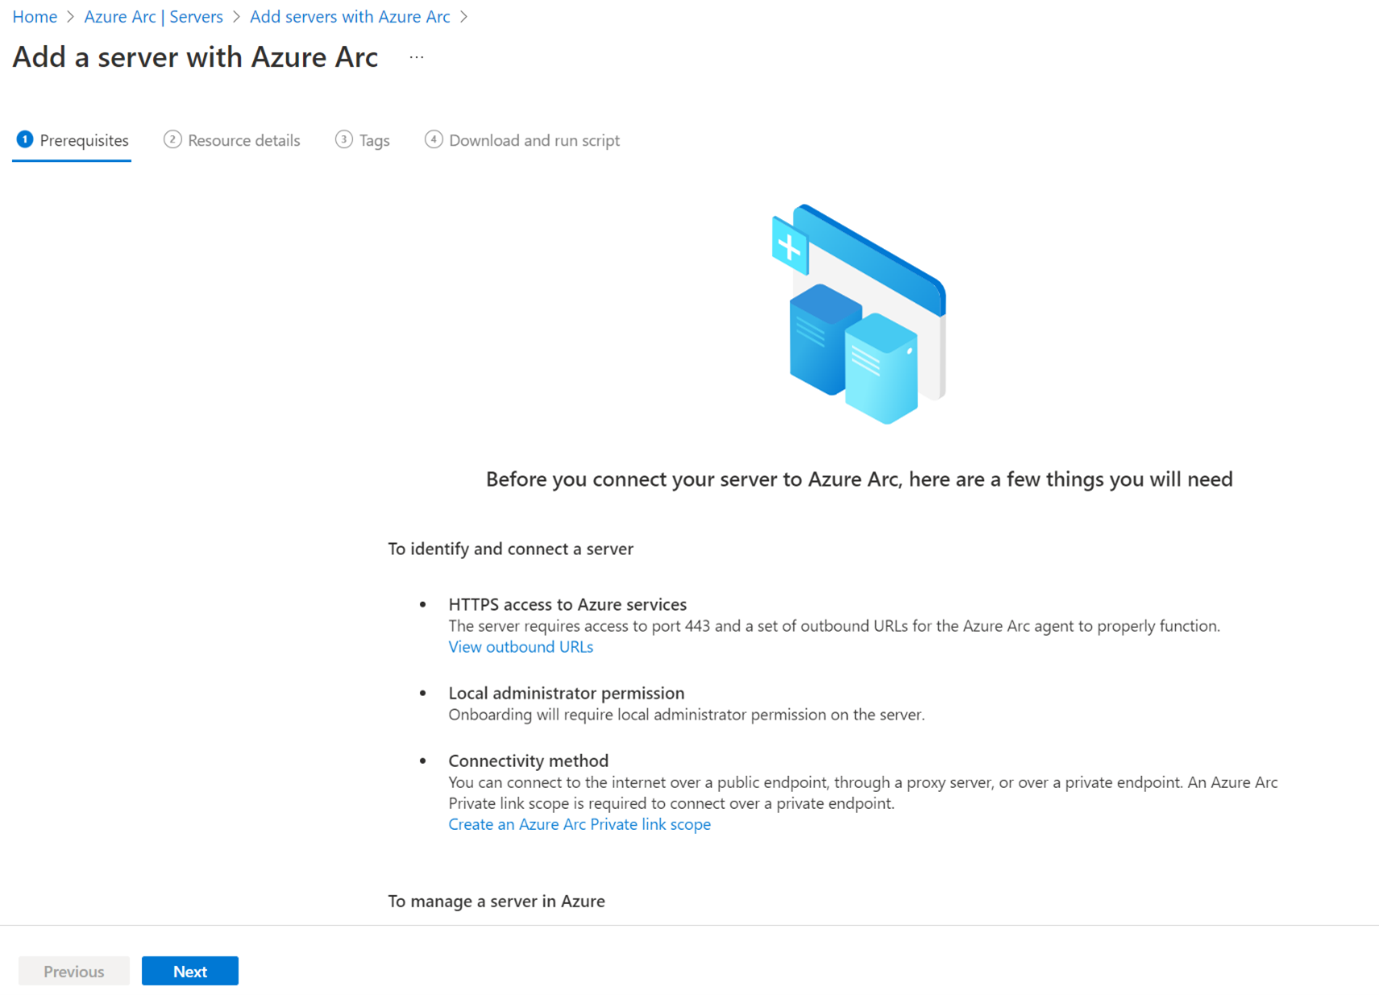 Home > Azure Arc | Servers > Add servers with Azure Arc >
Add a server with Azure Arc ...
1 Prerequisites 2 Resource details 3 Tags 4 Download and run script
Before you connect your server to Azure Arc, here are a few things you will need
To identify and connect a server
• HTTPS access to Azure services
The server requires access to port 443 and a set of outbound URLs for the Azure Arc agent to properly function.
View outbound URLs
• Local administrator permission
Onboarding will require local administrator permission on the server.
• Connectivity method
You can connect to the internet over a public endpoint, through a proxy server, or over a private endpoint. An Azure Arc
Private link scope is required to connect over a private endpoint.
Create an Azure Arc Private link scope
To manage a server in Azure
Previous Next